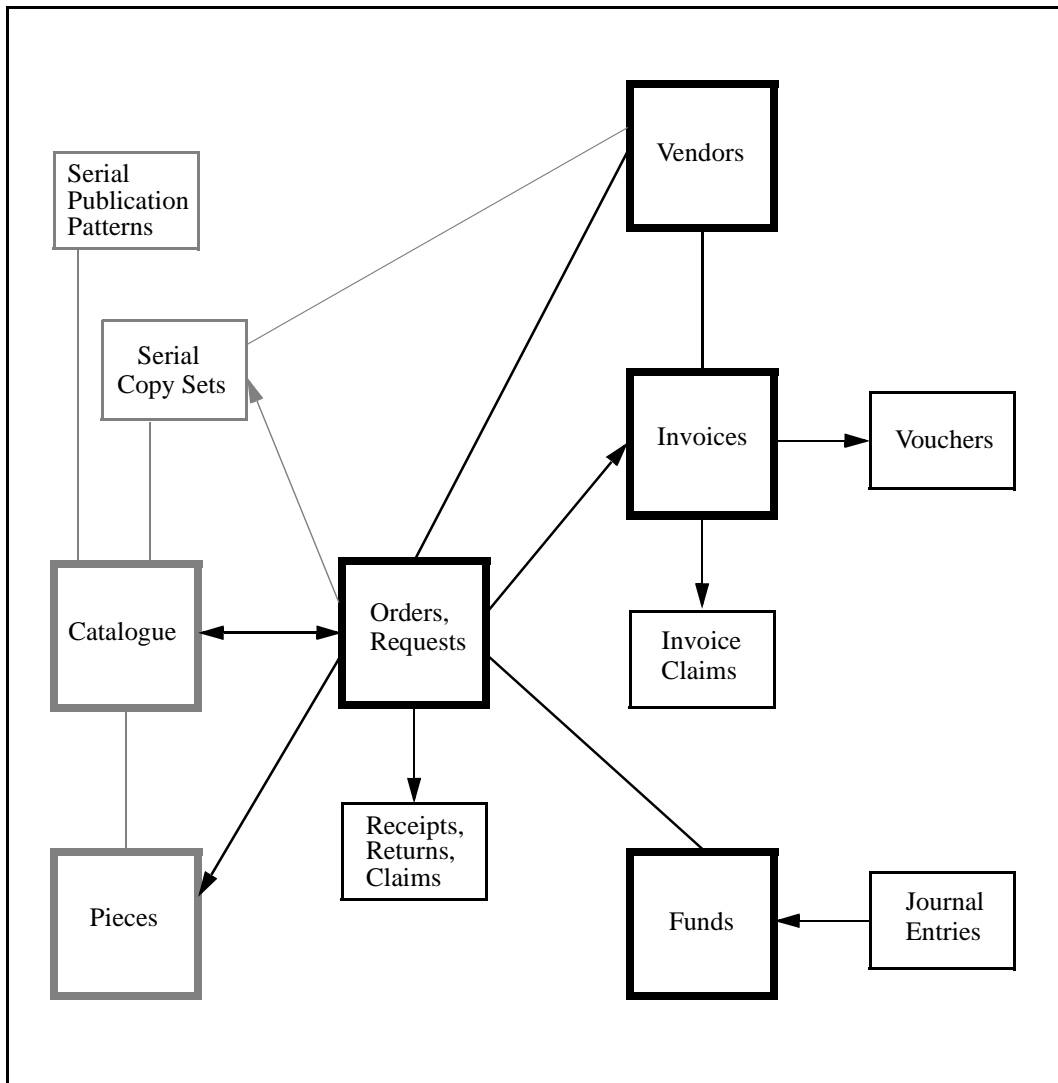 Vendors
Serial
Publication
Patterns
Serial
Copy Sets
Invoices
Vouchers
Catalogue
Orders,
Requests
Invoice
Claims
Receipts,
Returns,
Claims
Pieces
Funds
Journal
Entries